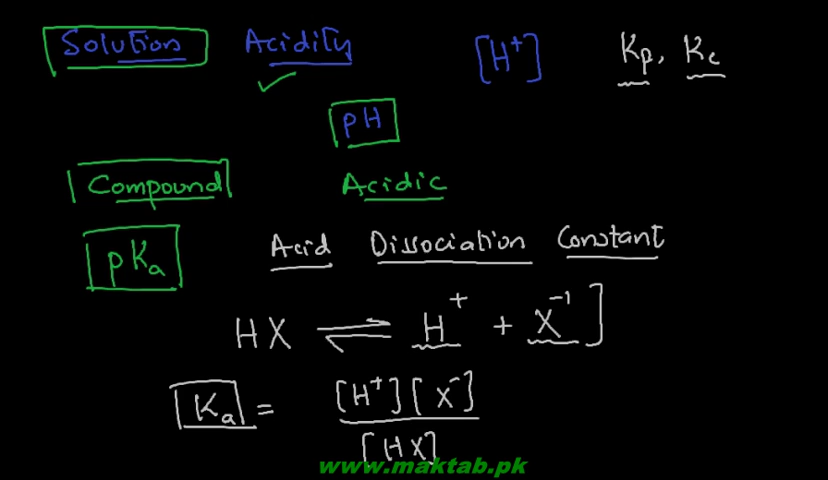 Solution Acidity [H⁺] Kp, Kc
pH
Compound Acidic
pKₐ Acid Dissociation Constant
HX ⇌ H⁺ + X⁻¹]
Kₐ = [H⁺][X⁻]
[HX]
www.maktab.pk